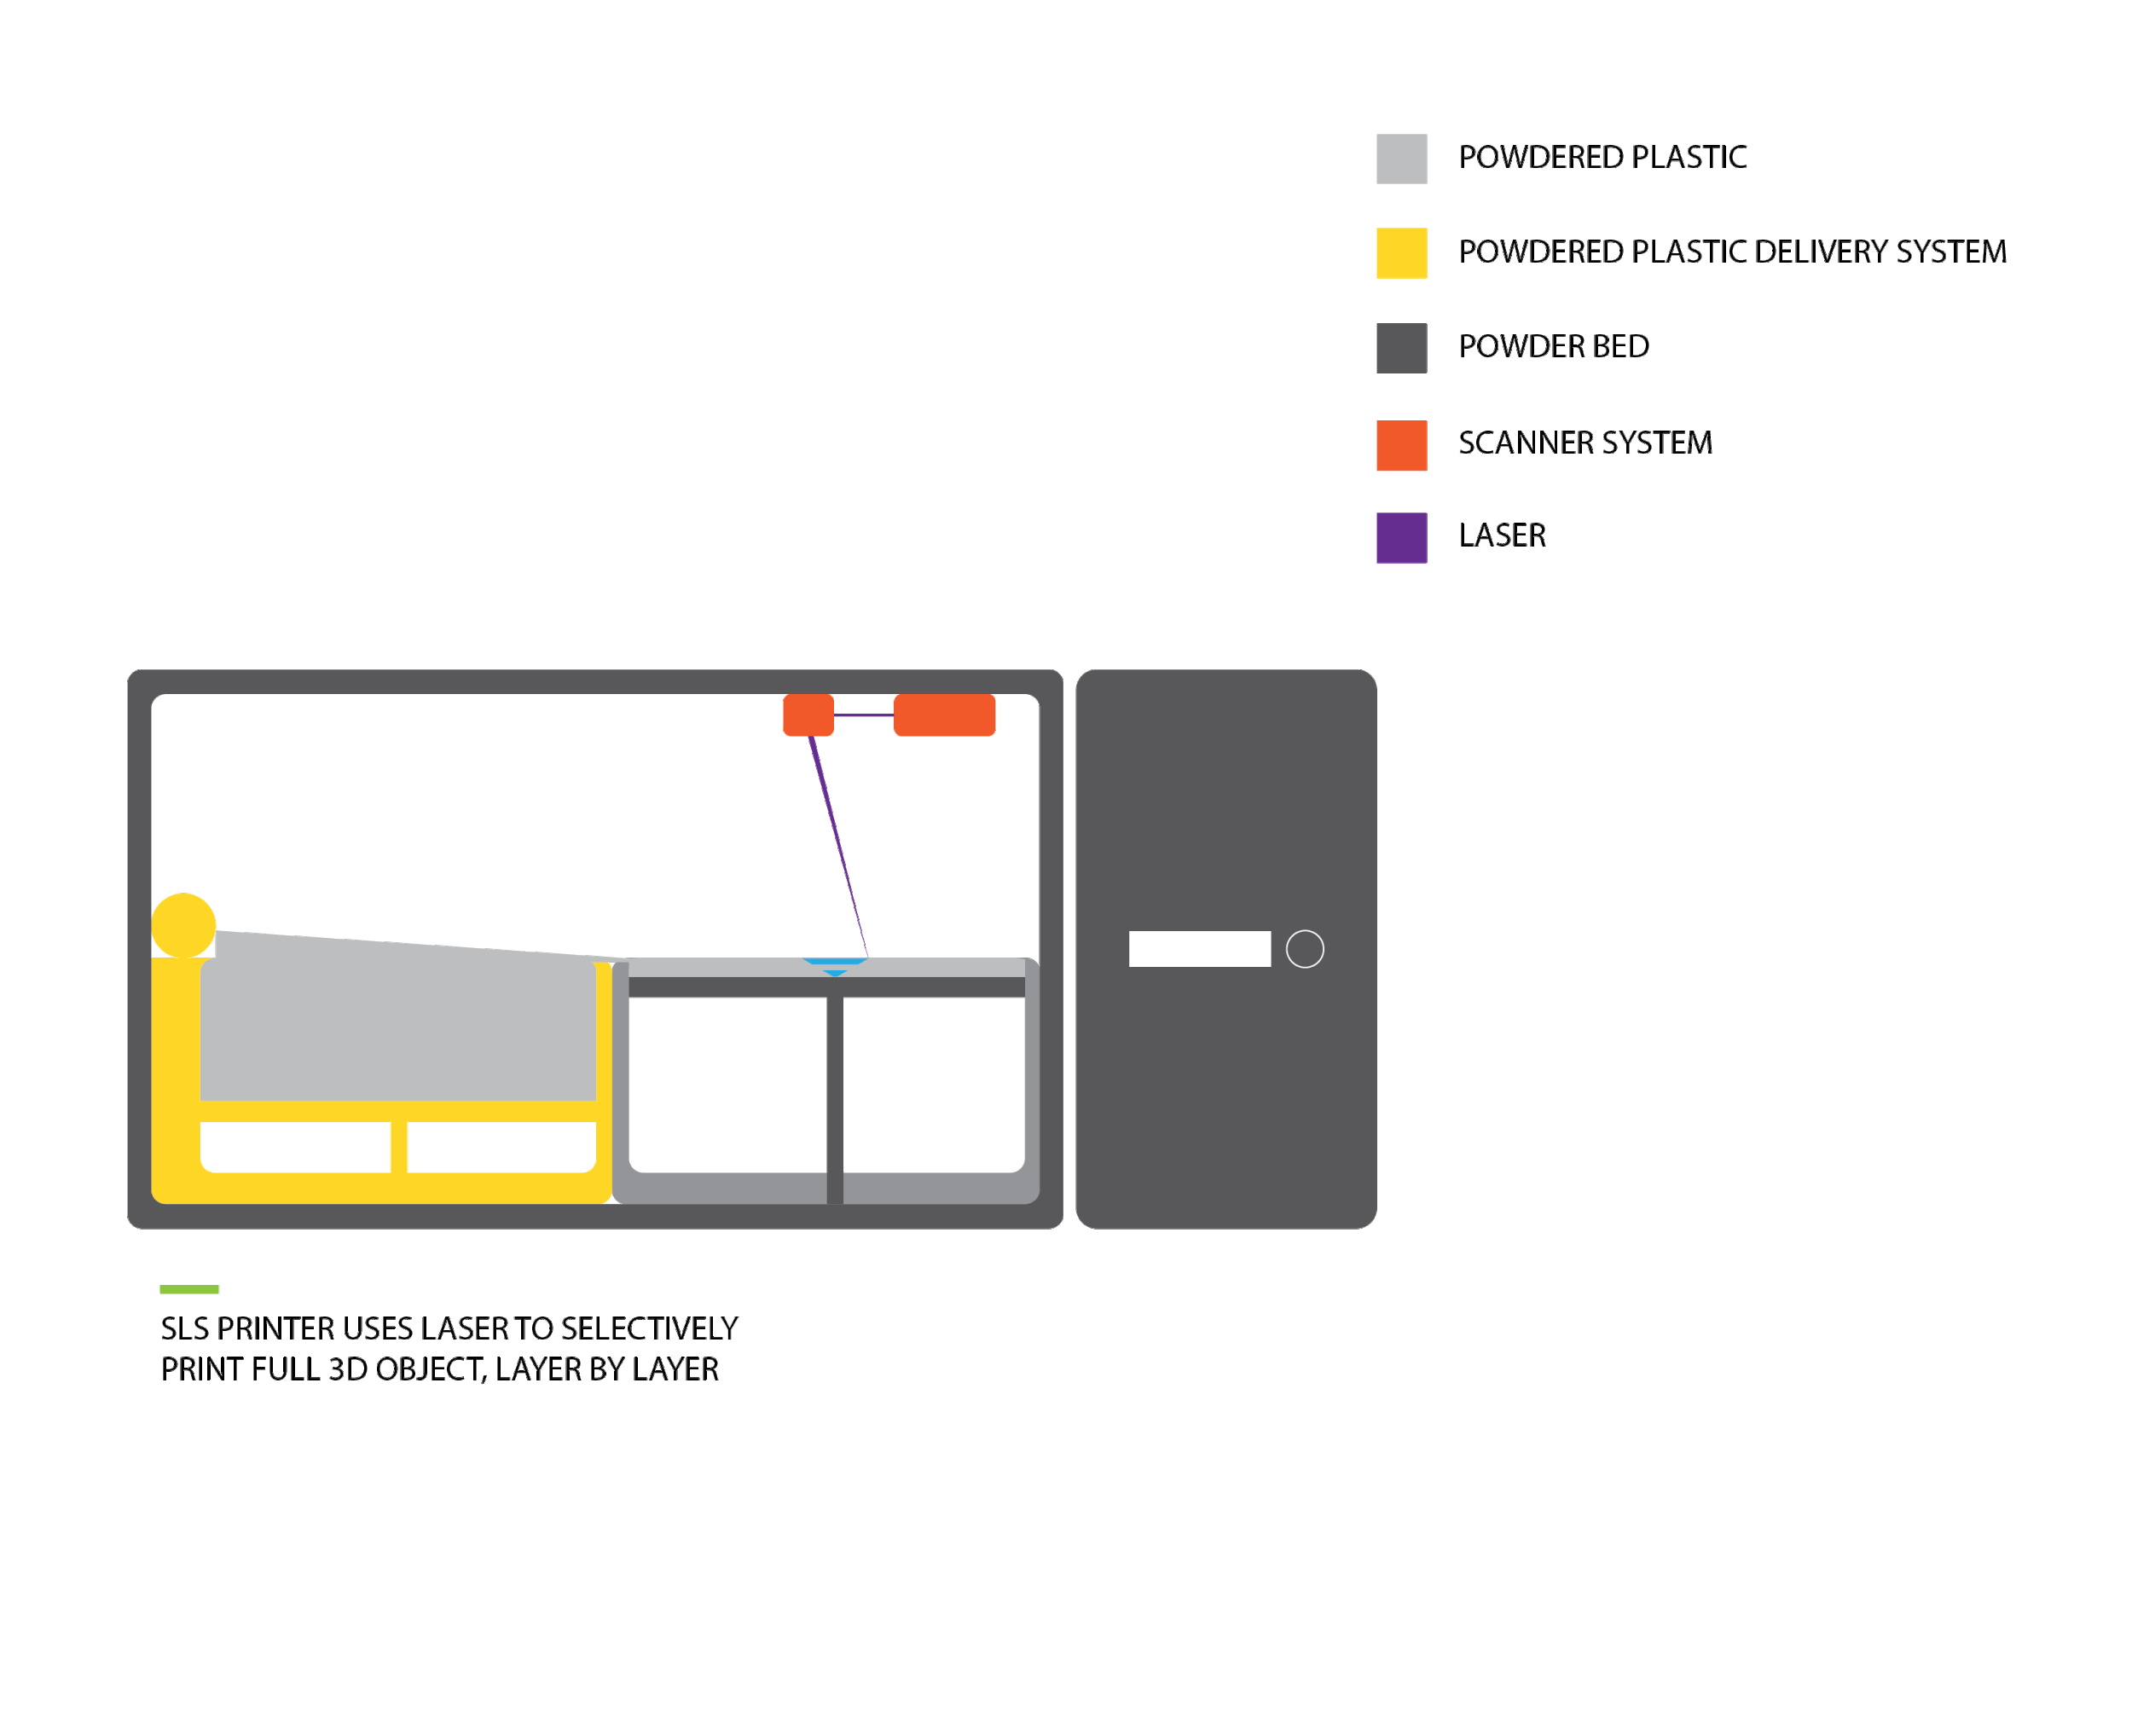 POWDERED PLASTIC
POWDERED PLASTIC DELIVERY SYSTEM
POWDER BED
SCANNER SYSTEM
LASER
SLS PRINTER USES LASER TO SELECTIVELY
PRINT FULL 3D OBJECT, LAYER BY LAYER